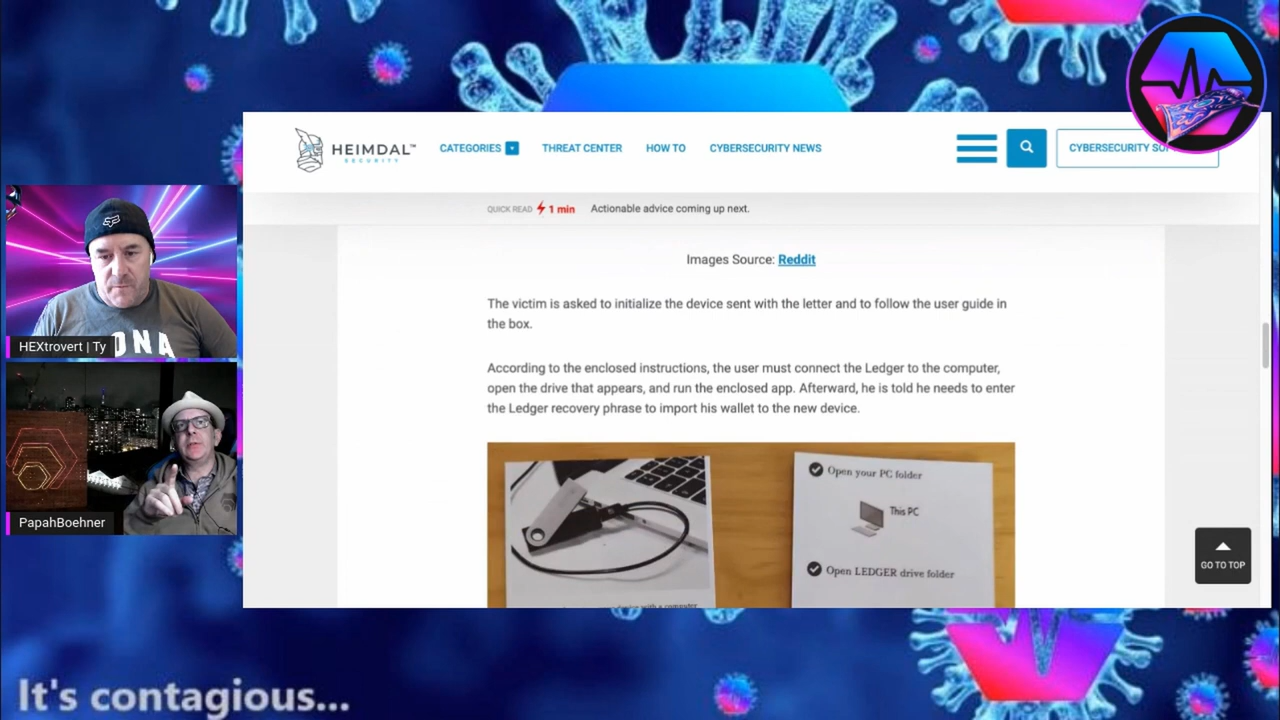 HEIMDAL™
SECURITY
CATEGORIES
THREAT CENTER
HOW TO
CYBERSECURITY NEWS
QUICK READ 1 min Actionable advice coming up next.
Images Source: Reddit
The victim is asked to initialize the device sent with the letter and to follow the user guide in
the box.
According to the enclosed instructions, the user must connect the Ledger to the computer,
open the drive that appears, and run the enclosed app. Afterward, he is told he needs to enter
the Ledger recovery phrase to import his wallet to the new device.
Open your PC folder
This PC
Open LEDGER drive folder
GO TO TOP
HEXtrovert | Ty
PapahBoehner
It's contagious...